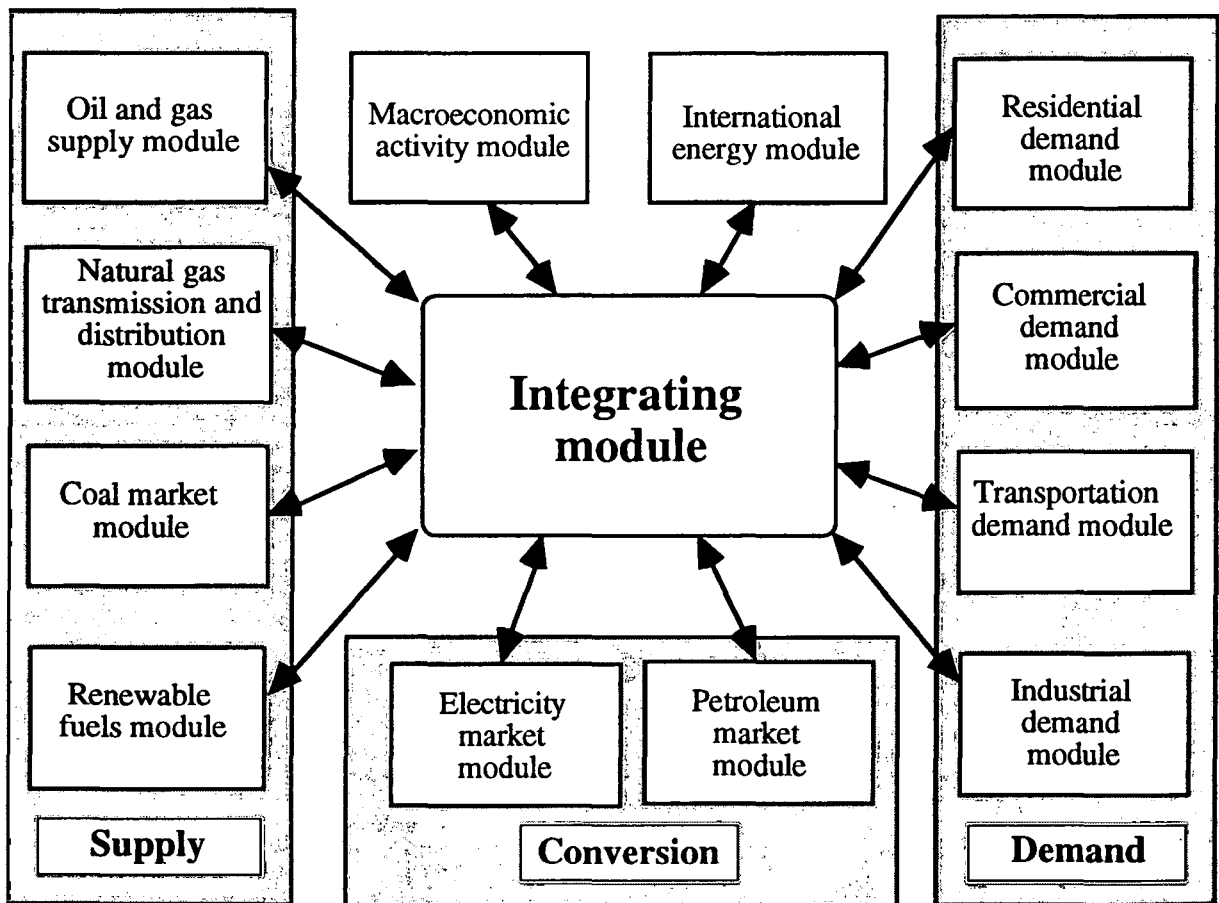 Oil and gas
supply module
Macroeconomic
activity module
International
energy module
Residential
demand
module
Natural gas
transmission and
distribution
module
Commercial
demand
module
Integrating
module
Coal market
module
Transportation
demand module
Renewable
fuels module
Electricity
market
module
Petroleum
market
module
Industrial
demand
module
Supply
Conversion
Demand